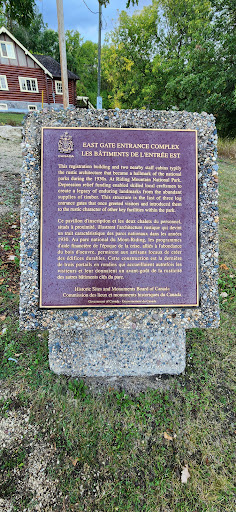 CANADA
EAST GATE ENTRANCE COMPLEX
LES BÂTIMENTS DE L'ENTRÉE EST
This registration building and two nearby staff cabins typify
the rustic architecture that became a hallmark of the national
parks during the 1930s. At Riding Mountain National Park,
Depression relief funding enabled skilled local craftsmen to
create a legacy of enduring landmarks from the abundant
supplies of timber. This structure is the last of three log
entrance gates that once greeted visitors and introduced them
to the rustic character of other key facilities within the park.
Ce pavillon d'inscription et les deux chalets du personnel,
situés à proximité, illustrent l'architecture rustique qui devint
un trait caractéristique des parcs nationaux dans les années
1930. Au parc national du Mont-Riding, les programmes
d'aide financière de l'époque de la crise, alliés à l'abondance
du bois d'œuvre, permirent aux artisans locaux de créer
des édifices durables. Cette construction est la dernière
de trois portails en rondins qui accueillaient autrefois les
visiteurs et leur donnaient un avant-goût de la rusticité
des autres bâtiments clés du parc.
Historic Sites and Monuments Board of Canada
Commission des lieux et monuments historiques du Canada
Government of Canada - Gouvernement du Canada